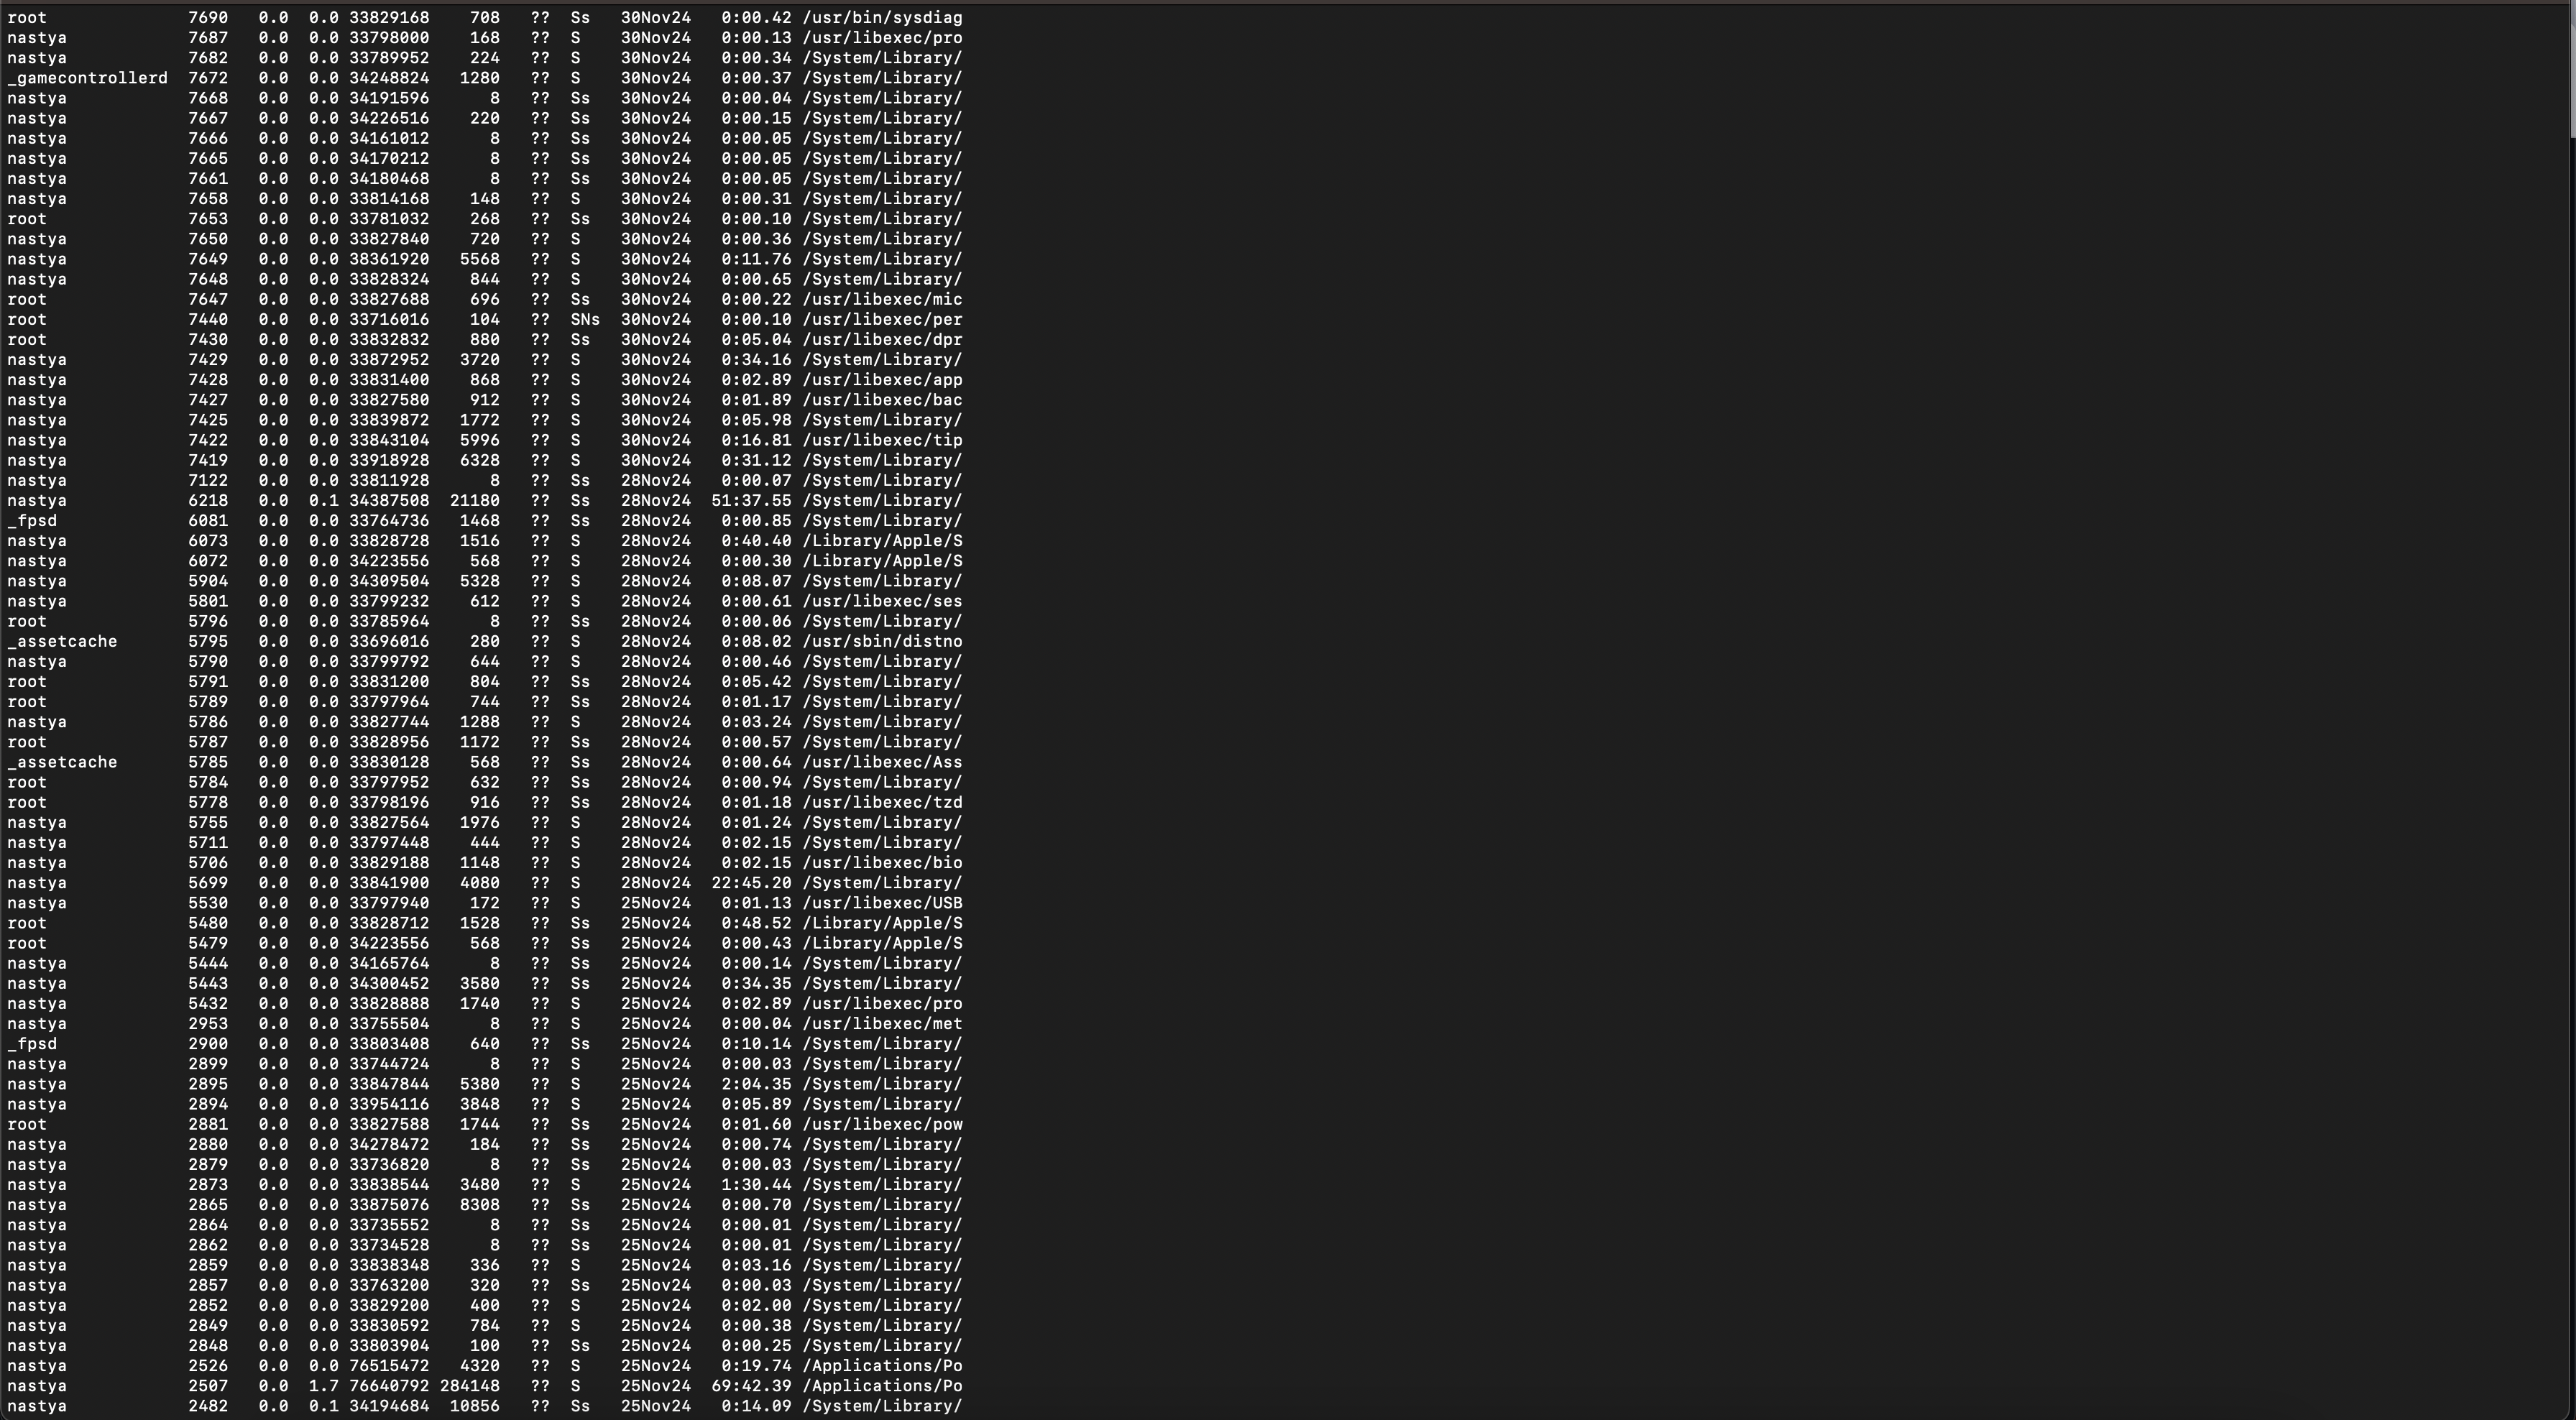 root 7690 0.0 0.0 33829168 708 ?? Ss 30Nov24 0:00.42 /usr/bin/sysdiag
nastya 7687 0.0 0.0 33798000 168 ?? S 30Nov24 0:00.13 /usr/libexec/pro
nastya 7682 0.0 0.0 33789952 224 ?? S 30Nov24 0:00.34 /System/Library/
_gamecontrollerd 7672 0.0 0.0 34248824 1280 ?? S 30Nov24 0:00.37 /System/Library/
nastya 7668 0.0 0.0 34191596 8 ?? Ss 30Nov24 0:00.04 /System/Library/
nastya 7667 0.0 0.0 34226516 220 ?? Ss 30Nov24 0:00.15 /System/Library/
nastya 7666 0.0 0.0 34161012 8 ?? Ss 30Nov24 0:00.05 /System/Library/
nastya 7665 0.0 0.0 34170212 8 ?? Ss 30Nov24 0:00.05 /System/Library/
nastya 7661 0.0 0.0 34180468 8 ?? Ss 30Nov24 0:00.05 /System/Library/
nastya 7658 0.0 0.0 33814168 148 ?? S 30Nov24 0:00.31 /System/Library/
root 7653 0.0 0.0 33781032 268 ?? Ss 30Nov24 0:00.10 /System/Library/
nastya 7650 0.0 0.0 33827840 720 ?? S 30Nov24 0:00.36 /System/Library/
nastya 7649 0.0 0.0 38361920 5568 ?? S 30Nov24 0:11.76 /System/Library/
nastya 7648 0.0 0.0 33828324 844 ?? S 30Nov24 0:00.65 /System/Library/
root 7647 0.0 0.0 33827688 696 ?? Ss 30Nov24 0:00.22 /usr/libexec/mic
root 7440 0.0 0.0 33716016 104 ?? SNs 30Nov24 0:00.10 /usr/libexec/per
root 7430 0.0 0.0 33832832 880 ?? Ss 30Nov24 0:05.04 /usr/libexec/dpr
nastya 7429 0.0 0.0 33872952 3720 ?? S 30Nov24 0:34.16 /System/Library/
nastya 7428 0.0 0.0 33831400 868 ?? S 30Nov24 0:02.89 /usr/libexec/app
nastya 7427 0.0 0.0 33827580 912 ?? S 30Nov24 0:01.89 /usr/libexec/bac
nastya 7425 0.0 0.0 33839872 1772 ?? S 30Nov24 0:05.98 /System/Library/
nastya 7422 0.0 0.0 33843104 5996 ?? S 30Nov24 0:16.81 /usr/libexec/tip
nastya 7419 0.0 0.0 33918928 6328 ?? S 30Nov24 0:31.12 /System/Library/
nastya 7122 0.0 0.0 33811928 8 ?? Ss 28Nov24 0:00.07 /System/Library/
nastya 6218 0.0 0.1 34387508 21180 ?? Ss 28Nov24 51:37.55 /System/Library/
_fpsd 6081 0.0 0.0 33764736 1468 ?? Ss 28Nov24 0:00.85 /System/Library/
nastya 6073 0.0 0.0 33828728 1516 ?? S 28Nov24 0:40.40 /Library/Apple/S
nastya 6072 0.0 0.0 34223556 568 ?? S 28Nov24 0:00.30 /Library/Apple/S
nastya 5904 0.0 0.0 34309504 5328 ?? S 28Nov24 0:08.07 /System/Library/
nastya 5801 0.0 0.0 33799232 612 ?? S 28Nov24 0:00.61 /usr/libexec/ses
root 5796 0.0 0.0 33785964 8 ?? Ss 28Nov24 0:00.06 /System/Library/
_assetcache 5795 0.0 0.0 33696016 280 ?? S 28Nov24 0:08.02 /usr/sbin/distno
nastya 5790 0.0 0.0 33799792 644 ?? S 28Nov24 0:00.46 /System/Library/
root 5791 0.0 0.0 33831200 804 ?? Ss 28Nov24 0:05.42 /System/Library/
root 5789 0.0 0.0 33797964 744 ?? Ss 28Nov24 0:01.17 /System/Library/
nastya 5786 0.0 0.0 33827744 1288 ?? S 28Nov24 0:03.24 /System/Library/
root 5787 0.0 0.0 33828956 1172 ?? Ss 28Nov24 0:00.57 /System/Library/
_assetcache 5785 0.0 0.0 33830128 568 ?? Ss 28Nov24 0:00.64 /usr/libexec/Ass
root 5784 0.0 0.0 33797952 632 ?? Ss 28Nov24 0:00.94 /System/Library/
root 5778 0.0 0.0 33798196 916 ?? Ss 28Nov24 0:01.18 /usr/libexec/tzd
nastya 5755 0.0 0.0 33827564 1976 ?? S 28Nov24 0:01.24 /System/Library/
nastya 5711 0.0 0.0 33797448 444 ?? S 28Nov24 0:02.15 /System/Library/
nastya 5706 0.0 0.0 33829188 1148 ?? S 28Nov24 0:02.15 /usr/libexec/bio
nastya 5699 0.0 0.0 33841900 4080 ?? S 28Nov24 22:45.20 /System/Library/
nastya 5530 0.0 0.0 33797940 172 ?? S 25Nov24 0:01.13 /usr/libexec/USB
root 5480 0.0 0.0 33828712 1528 ?? Ss 25Nov24 0:48.52 /Library/Apple/S
root 5479 0.0 0.0 34223556 568 ?? Ss 25Nov24 0:00.43 /Library/Apple/S
nastya 5444 0.0 0.0 34165764 8 ?? Ss 25Nov24 0:00.14 /System/Library/
nastya 5443 0.0 0.0 34300452 3580 ?? Ss 25Nov24 0:34.35 /System/Library/
nastya 5432 0.0 0.0 33828888 1740 ?? S 25Nov24 0:02.89 /usr/libexec/pro
nastya 2953 0.0 0.0 33755504 8 ?? S 25Nov24 0:00.04 /usr/libexec/met
_fpsd 2900 0.0 0.0 33803408 640 ?? Ss 25Nov24 0:10.14 /System/Library/
nastya 2899 0.0 0.0 33744724 8 ?? S 25Nov24 0:00.03 /System/Library/
nastya 2895 0.0 0.0 33847844 5380 ?? S 25Nov24 2:04.35 /System/Library/
nastya 2894 0.0 0.0 33954116 3848 ?? S 25Nov24 0:05.89 /System/Library/
root 2881 0.0 0.0 33827588 1744 ?? Ss 25Nov24 0:01.60 /usr/libexec/pow
nastya 2880 0.0 0.0 34278472 184 ?? Ss 25Nov24 0:00.74 /System/Library/
nastya 2879 0.0 0.0 33736820 8 ?? Ss 25Nov24 0:00.03 /System/Library/
nastya 2873 0.0 0.0 33838544 3480 ?? S 25Nov24 1:30.44 /System/Library/
nastya 2865 0.0 0.0 33875076 8308 ?? Ss 25Nov24 0:00.70 /System/Library/
nastya 2864 0.0 0.0 33735552 8 ?? Ss 25Nov24 0:00.01 /System/Library/
nastya 2862 0.0 0.0 33734528 8 ?? Ss 25Nov24 0:00.01 /System/Library/
nastya 2859 0.0 0.0 33838348 336 ?? S 25Nov24 0:03.16 /System/Library/
nastya 2857 0.0 0.0 33763200 320 ?? Ss 25Nov24 0:00.03 /System/Library/
nastya 2852 0.0 0.0 33829200 400 ?? S 25Nov24 0:02.00 /System/Library/
nastya 2849 0.0 0.0 33830592 784 ?? S 25Nov24 0:00.38 /System/Library/
nastya 2848 0.0 0.0 33803904 100 ?? Ss 25Nov24 0:00.25 /System/Library/
nastya 2526 0.0 0.0 76515472 4320 ?? S 25Nov24 0:19.74 /Applications/Po
nastya 2507 0.0 1.7 76640792 284148 ?? S 25Nov24 69:42.39 /Applications/Po
nastya 2482 0.0 0.1 34194684 10856 ?? Ss 25Nov24 0:14.09 /System/Library/